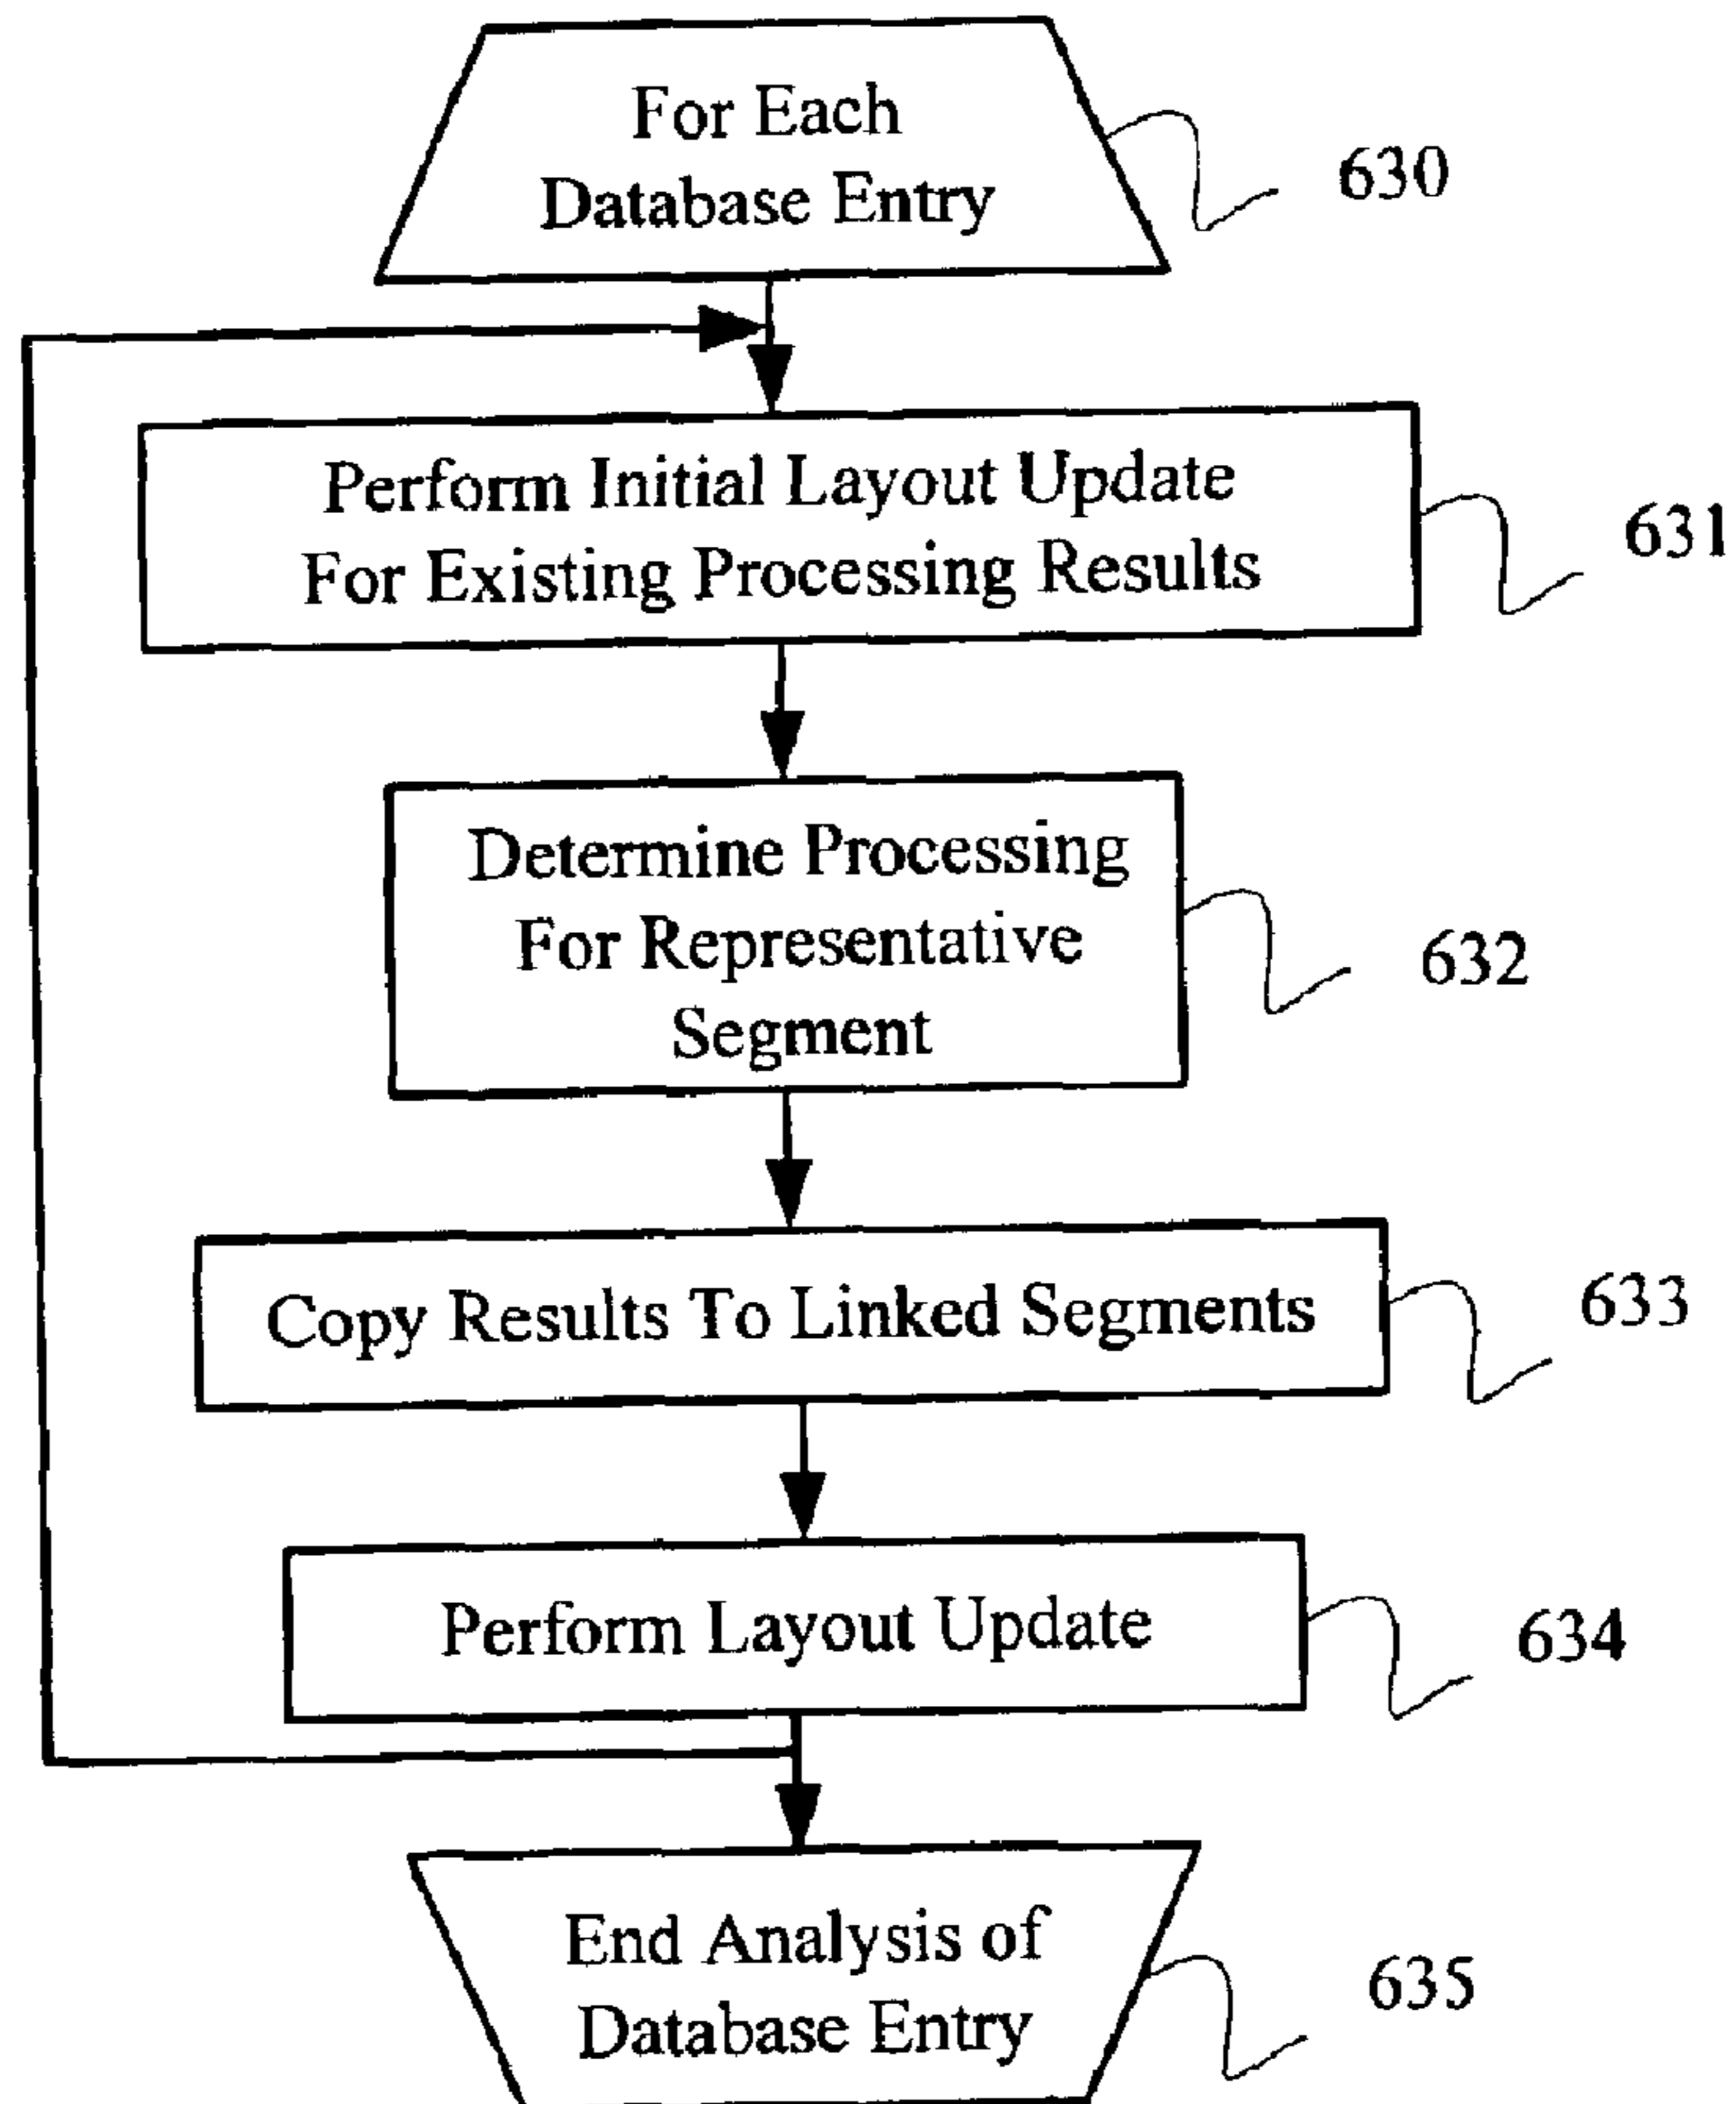 For Each
Database Entry
630
Perform Initial Layout Update
For Existing Processing Results
631
Determine Processing
For Representative
Segment
632
Copy Results To Linked Segments
633
Perform Layout Update
634
End Analysis of
Database Entry
635